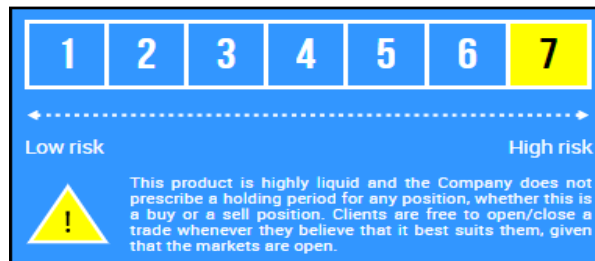 1 2 3 4 5 6 7
Low risk High risk
This product is highly liquid and the Company does not
prescribe a holding period for any position, whether this is
a buy or a sell position. Clients are free to open/close a
trade whenever they believe that it best suits them, given
that the markets are open.
!